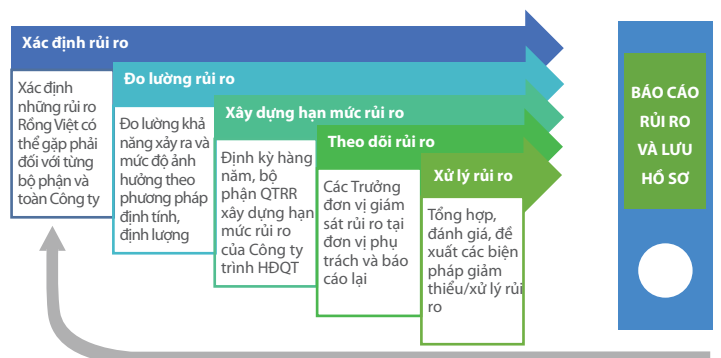 Xác định rủi ro
Xác định
những rủi ro
Rồng Việt có
thể gặp phải
đối với từng
bộ phận và
toàn Công ty
Đo lường rủi ro
Đo lường khả
năng xảy ra và
mức độ ảnh
hưởng theo
phương pháp
định tính,
định lượng
Xây dựng hạn mức rủi ro
Định kỳ hàng
năm, bộ
phận QTRR
xây dựng hạn
mức rủi ro
của Công ty
trình HĐQT
Theo dõi rủi ro
Các Trưởng
đơn vị giám
sát rủi ro tại
đơn vị phụ
trách và báo
cáo lại
Xử lý rủi ro
Tổng hợp,
đánh giá, đề
xuất các biện
pháp giảm
thiểu/xử lý rủi
ro
BÁO CÁO
RỦI RO
VÀ LƯU
HỒ SƠ